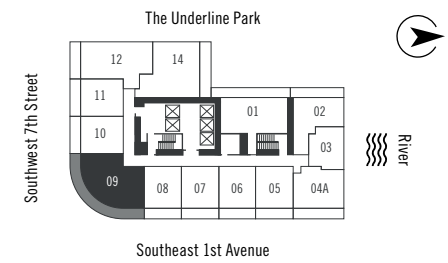 The Underline Park
12
14
11
01
02
10
03
09
08
07
06
05
04A
Southwest 7th Street
River
Southeast 1st Avenue